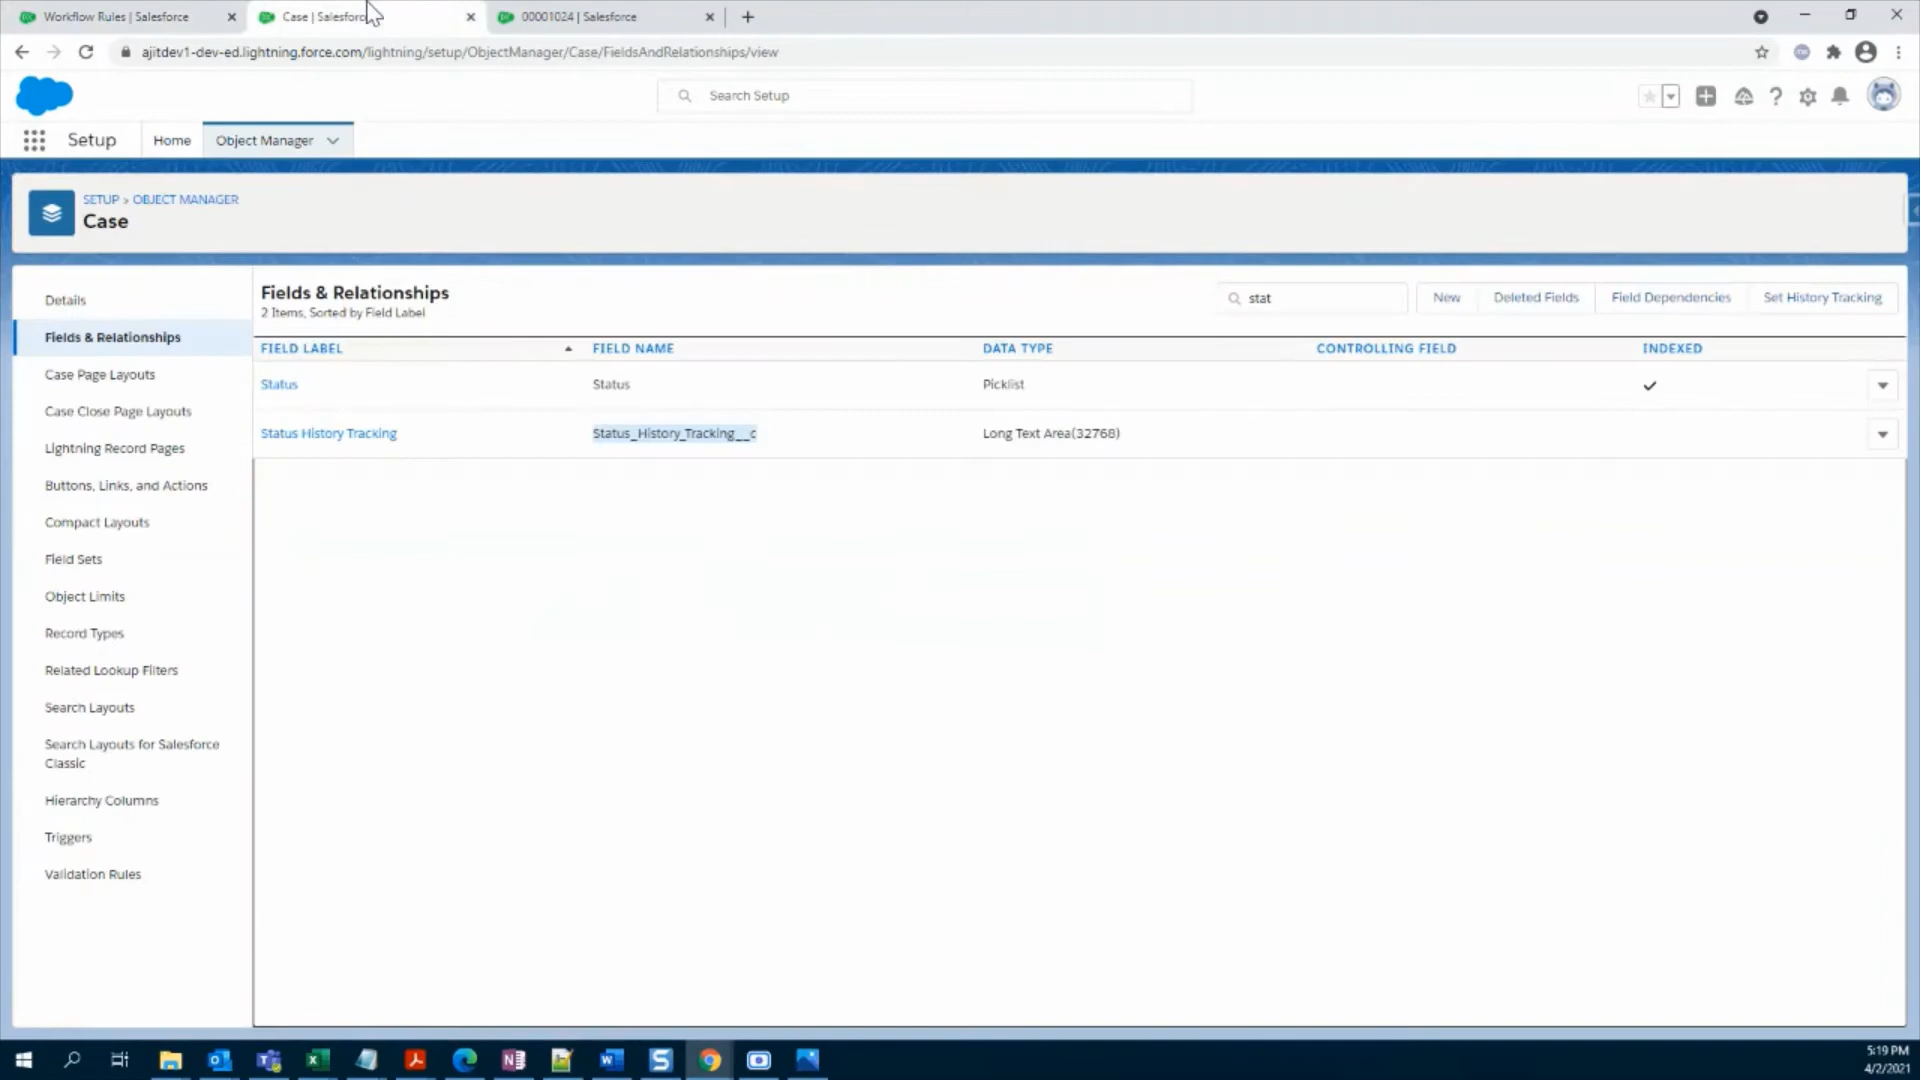 Workflow Rules | Salesforce
Case | Salesforc
00001024 | Salesforce
ajitdev1-dev-ed.lightning.force.com/lightning/setup/ObjectManager/Case/FieldsAndRelationships/view
Search Setup
Setup
Home
Object Manager
SETUP > OBJECT MANAGER
Case
Details
Fields & Relationships
Case Page Layouts
Case Close Page Layouts
Lightning Record Pages
Buttons, Links, and Actions
Compact Layouts
Field Sets
Object Limits
Record Types
Related Lookup Filters
Search Layouts
Search Layouts for Salesforce
Classic
Hierarchy Columns
Triggers
Validation Rules
Fields & Relationships
2 Items, Sorted by Field Label
stat
New
Deleted Fields
Field Dependencies
Set History Tracking
FIELD LABEL FIELD NAME DATA TYPE CONTROLLING FIELD INDEXED
Status Status Picklist
Status History Tracking Status_History_Tracking__c Long Text Area(32768)
5:19 PM
4/2/2021